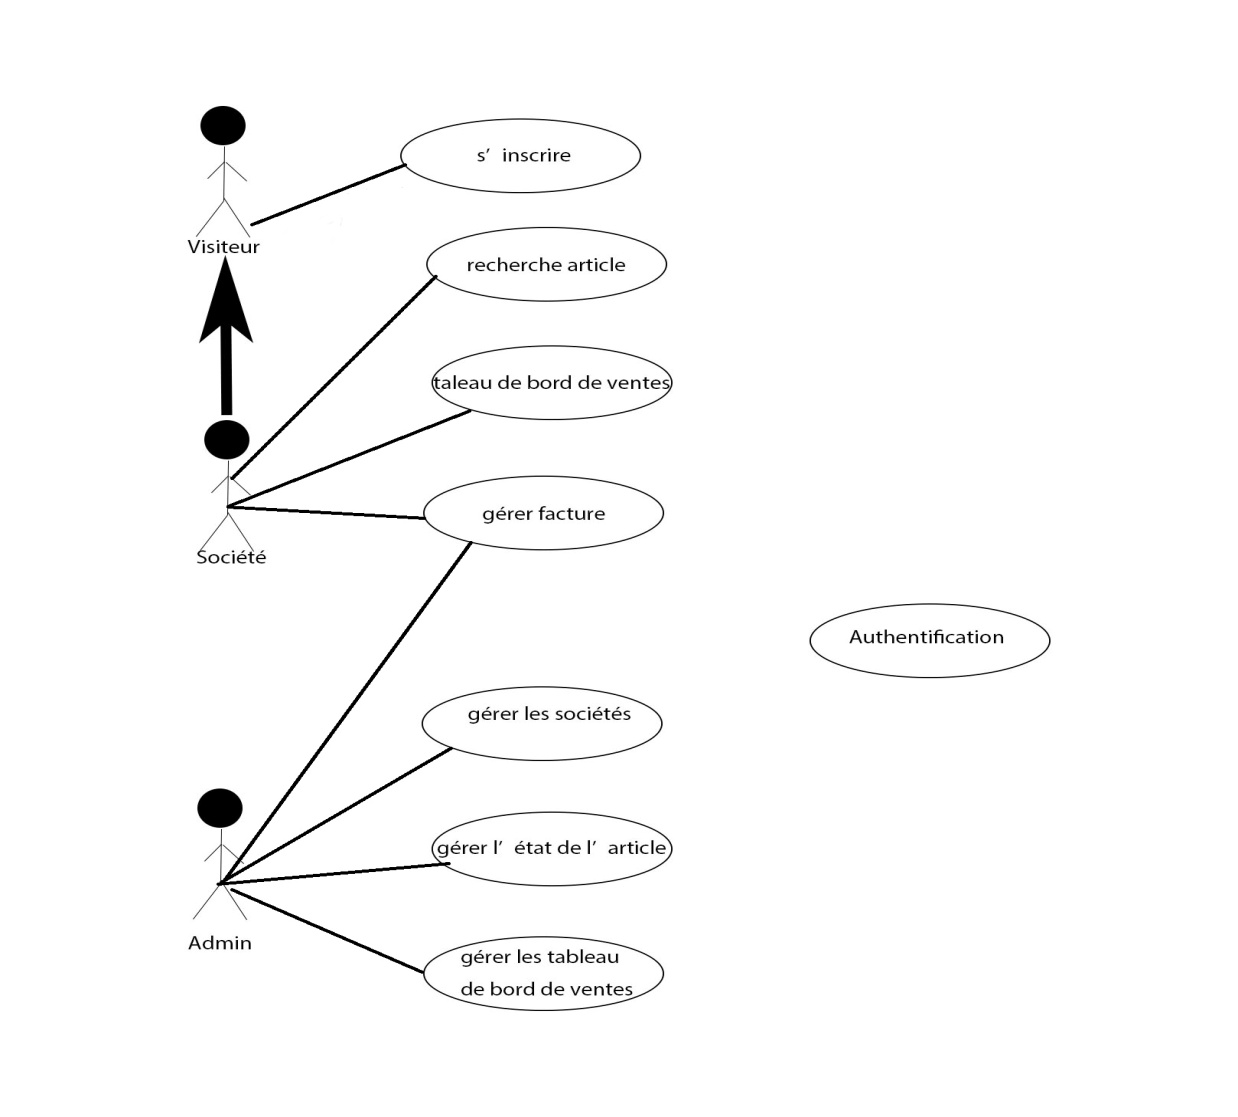 s’ inscrire
Visiteur
recherche article
taleau de bord de ventes
gérer facture
Société
Authentification
gérer les sociétés
gérer l’ état de l’ article
Admin
gérer les tableau
de bord de ventes